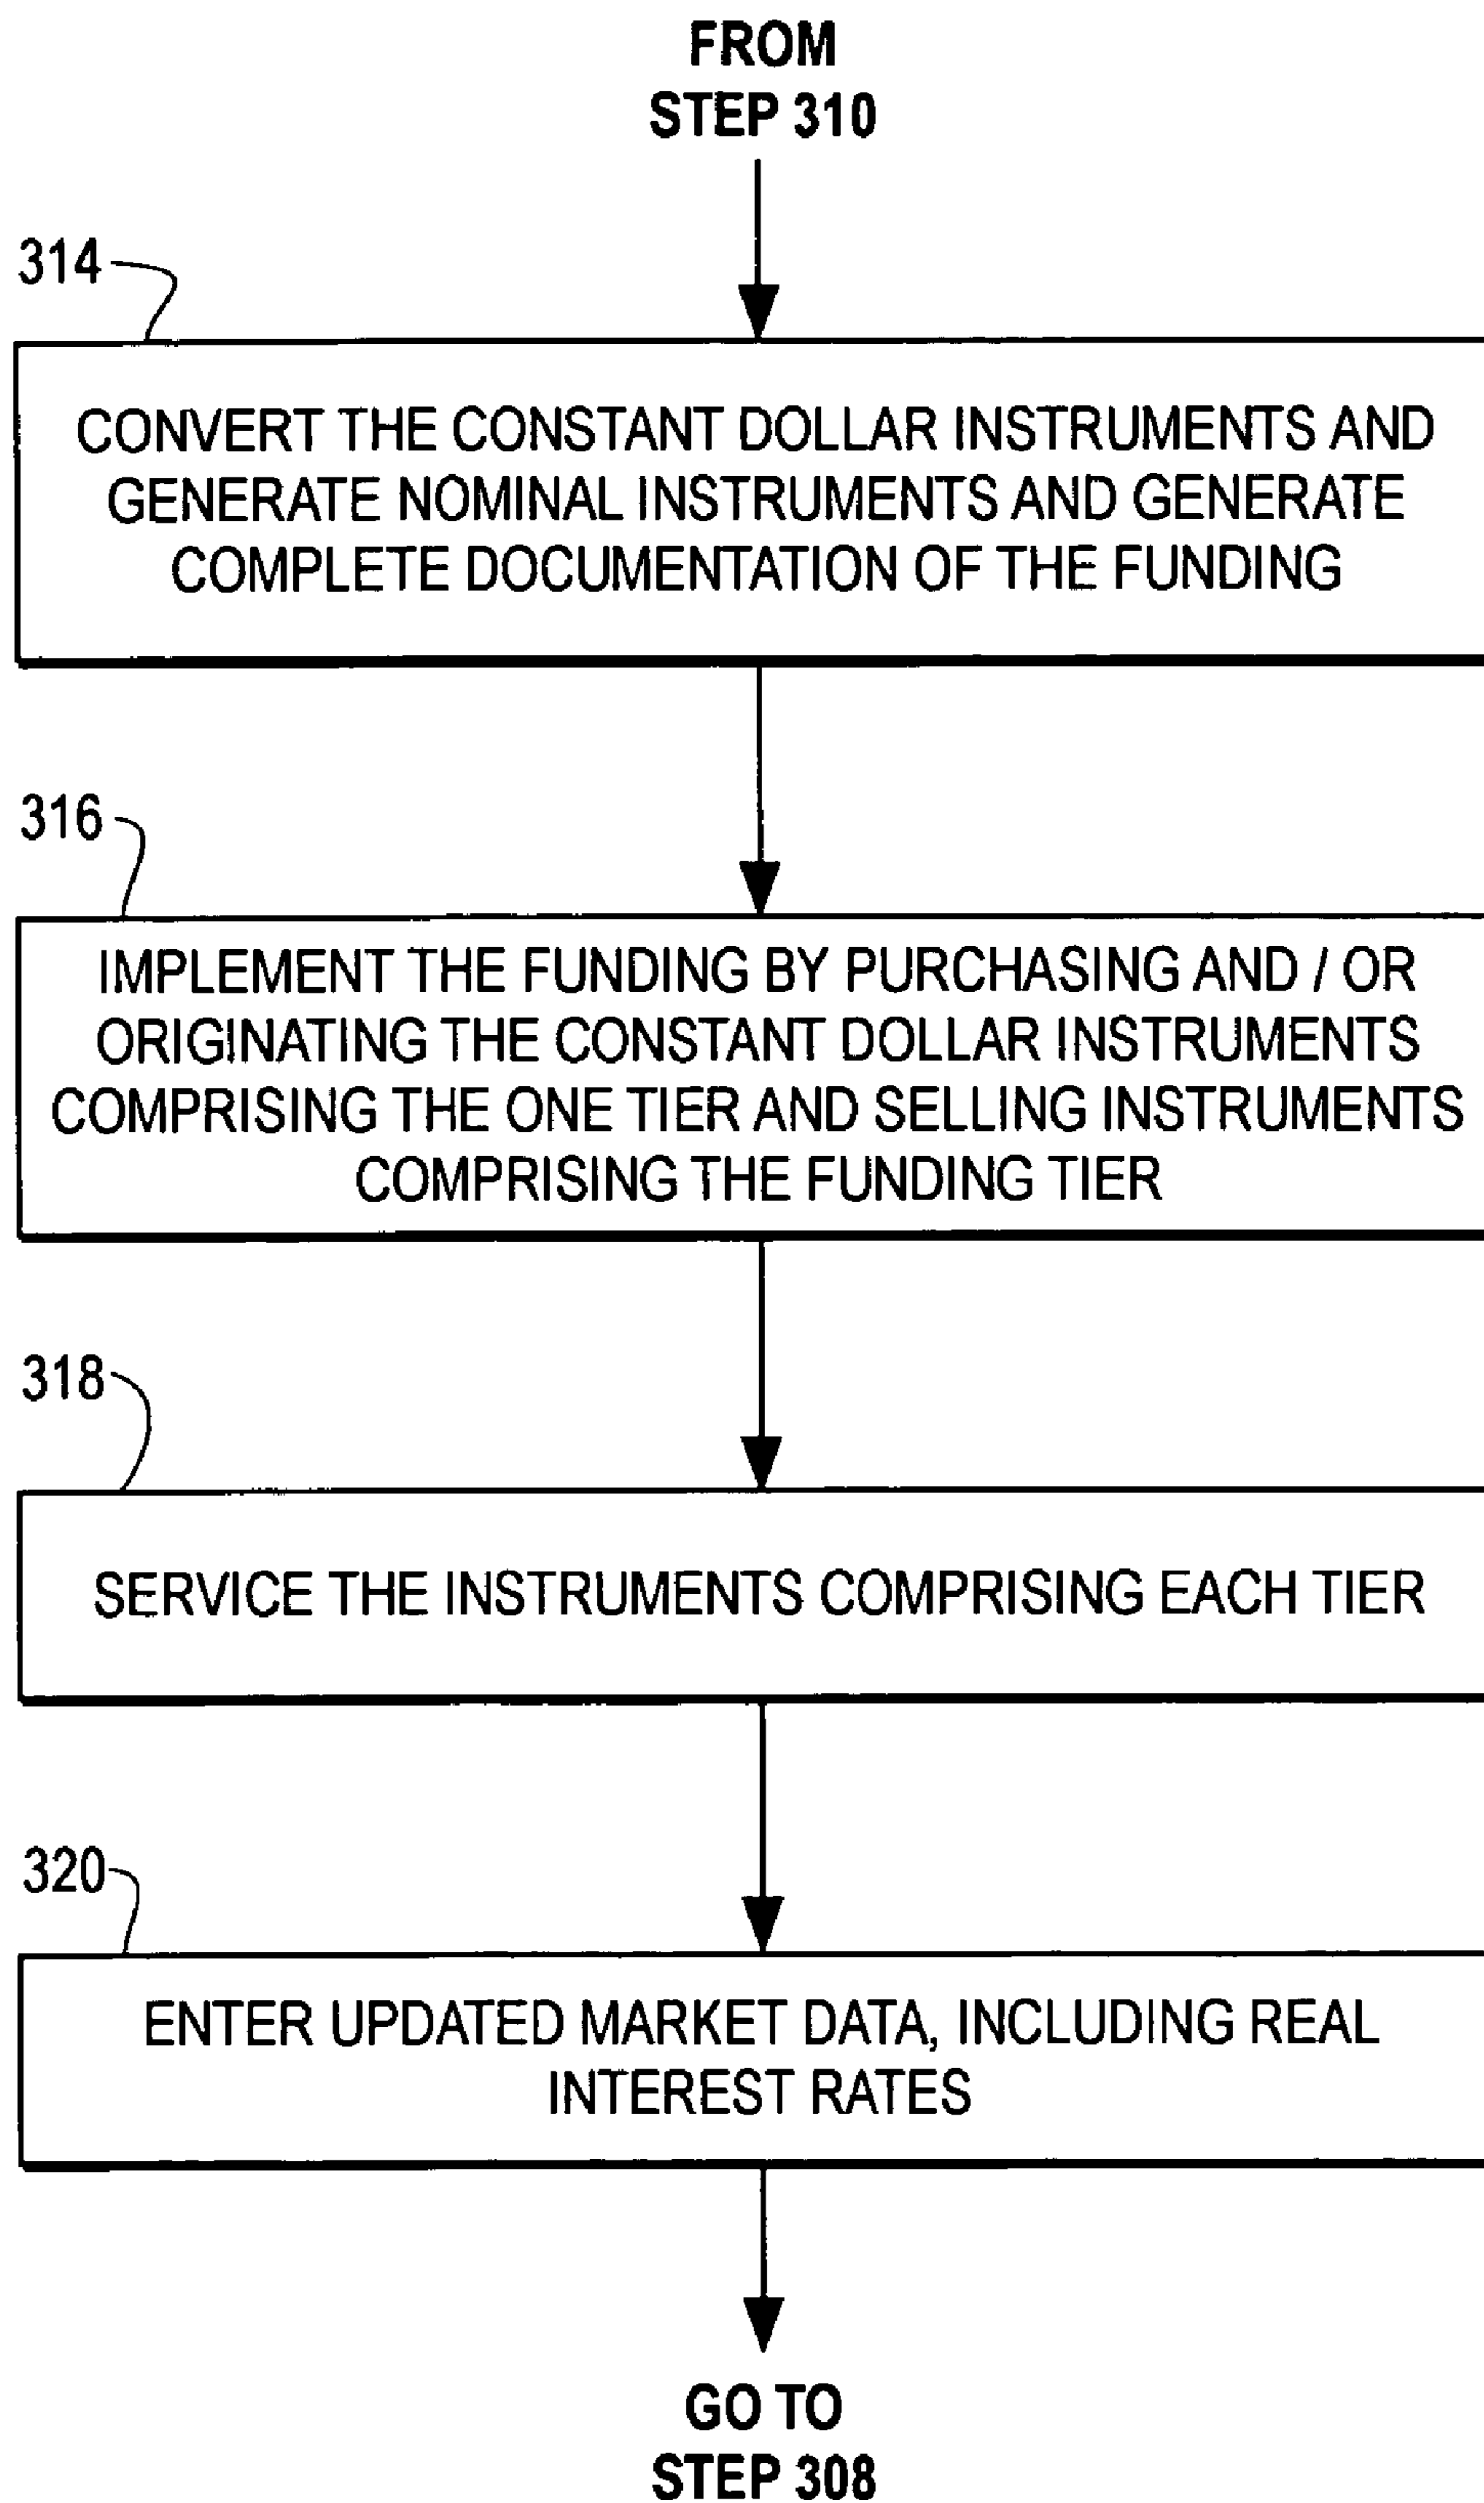 FROM
STEP 310
314
CONVERT THE CONSTANT DOLLAR INSTRUMENTS AND
GENERATE NOMINAL INSTRUMENTS AND GENERATE
COMPLETE DOCUMENTATION OF THE FUNDING
316
IMPLEMENT THE FUNDING BY PURCHASING AND / OR
ORIGINATING THE CONSTANT DOLLAR INSTRUMENTS
COMPRISING THE ONE TIER AND SELLING INSTRUMENTS
COMPRISING THE FUNDING TIER
318
SERVICE THE INSTRUMENTS COMPRISING EACH TIER
320
ENTER UPDATED MARKET DATA, INCLUDING REAL
INTEREST RATES
GO TO
STEP 308